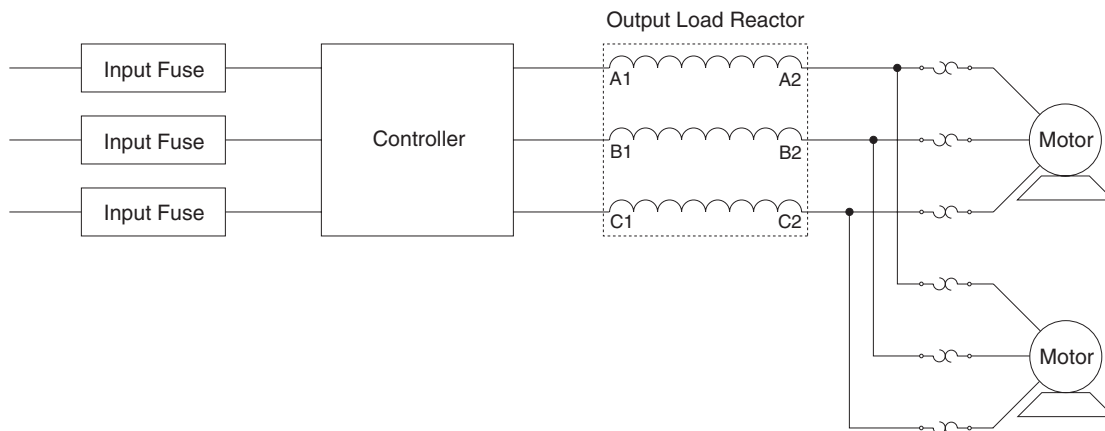 Output Load Reactor
Input Fuse
A1
A2
Controller
Motor
Input Fuse
B1
B2
Input Fuse
C1
C2
Motor